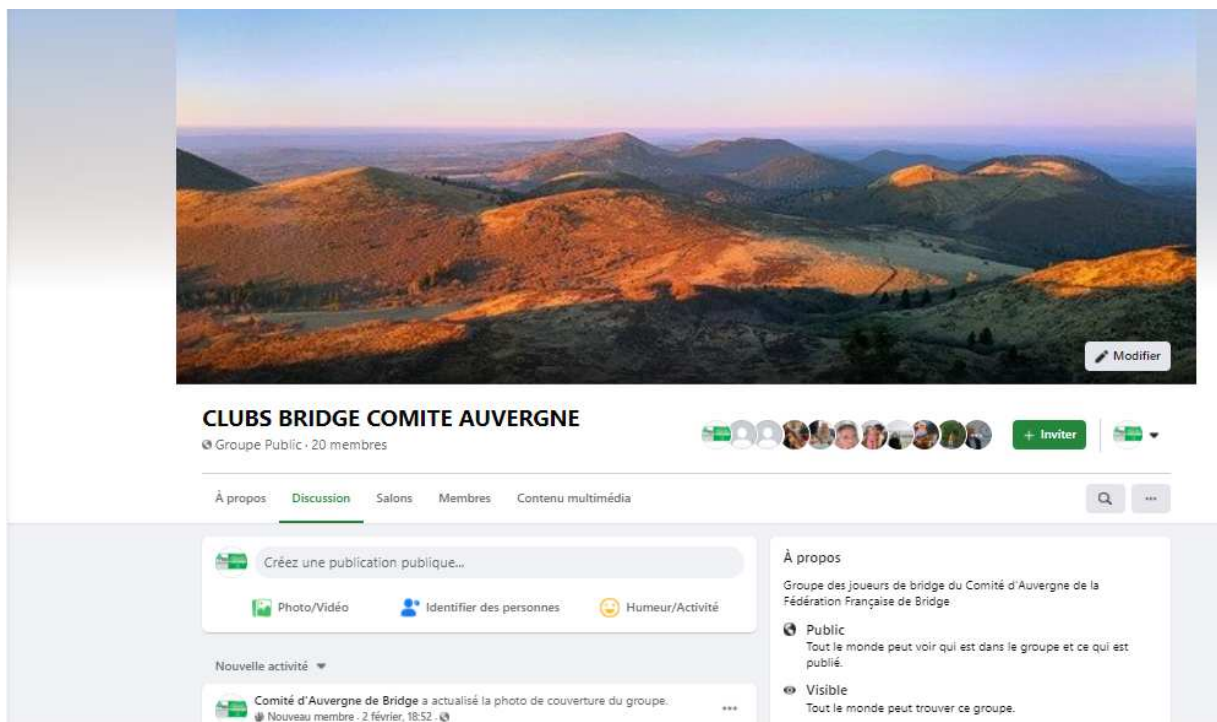 Modifier
CLUBS BRIDGE COMITE AUVERGNE
Groupe Public · 20 membres
+ Inviter
À propos
Discussion
Salons
Membres
Contenu multimédia
Créez une publication publique...
Photo/Vidéo
Identifier des personnes
Humeur/Activité
Nouvelle activité
Comité d'Auvergne de Bridge a actualisé la photo de couverture du groupe.
Nouveau membre · 2 février, 18:52 ·
À propos
Groupe des joueurs de bridge du Comité d'Auvergne de la
Fédération Française de Bridge
Public
Tout le monde peut voir qui est dans le groupe et ce qui est
publié.
Visible
Tout le monde peut trouver ce groupe.